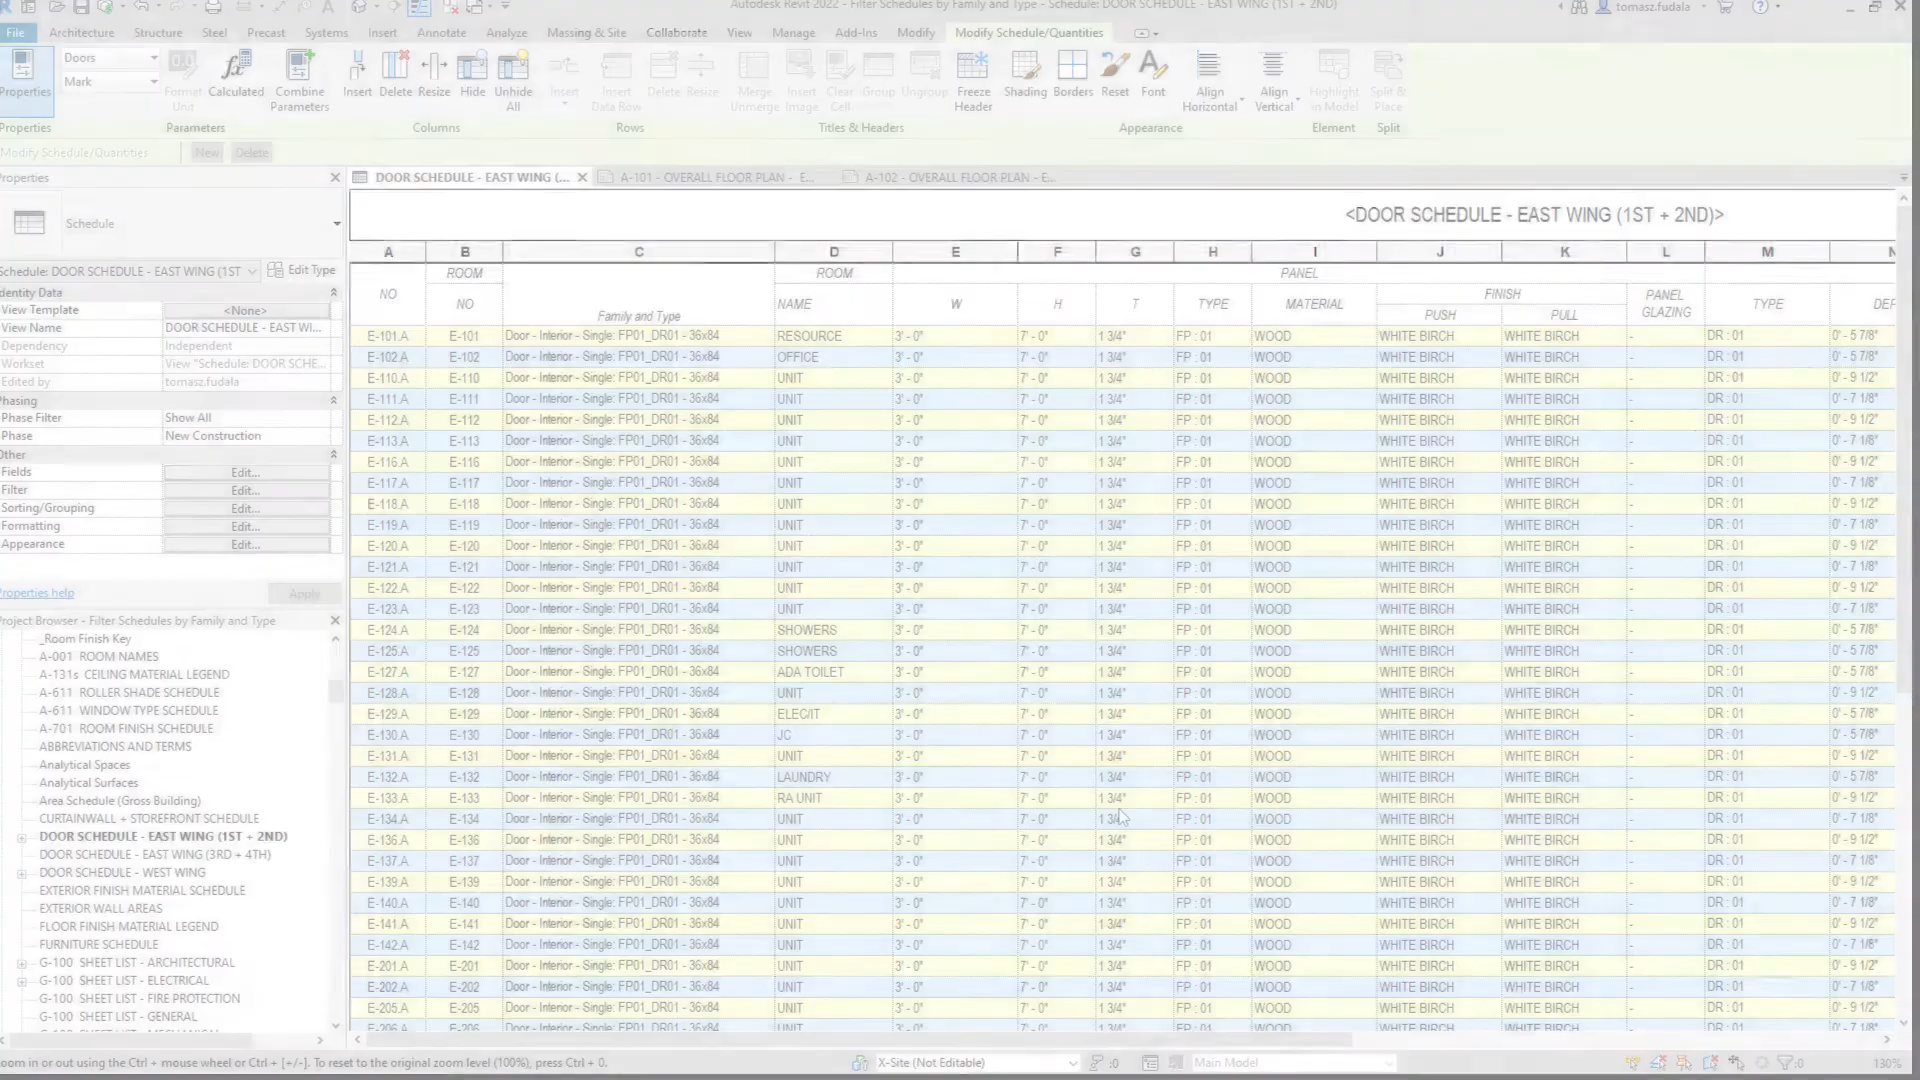 Autodesk Revit 2022 - Filter Schedules by Family and Type - Schedule: DOOR SCHEDULE - EAST WING (1ST + 2ND)
tomasz.fudala
File Architecture Structure Steel Precast Systems Insert Annotate Analyze Massing & Site Collaborate View Manage Add-Ins Modify Modify Schedule/Quantities
Properties
Doors
Mark
Format Unit Calculated Combine Parameters Insert Delete Resize Hide Unhide All Insert Insert Data Row Delete Resize Merge Unmerge Insert Image Clear Cell Group Ungroup Freeze Header Shading Borders Reset Font Align Horizontal Align Vertical Highlight in Model Split & Place
Properties Parameters Columns Rows Titles & Headers Appearance Element Split
Modify Schedule/Quantities New Delete
Properties
Schedule
Schedule: DOOR SCHEDULE - EAST WING (1ST Edit Type
Identity Data
View Template <None>
View Name DOOR SCHEDULE - EAST WI...
Dependency Independent
Workset View "Schedule: DOOR SCHE...
Edited by tomasz.fudala
Phasing
Phase Filter Show All
Phase New Construction
Other
Fields Edit...
Filter Edit...
Sorting/Grouping Edit...
Formatting Edit...
Appearance Edit...
Properties help Apply
Project Browser - Filter Schedules by Family and Type
_Room Finish Key
A-001 ROOM NAMES
A-131s CEILING MATERIAL LEGEND
A-611 ROLLER SHADE SCHEDULE
A-611 WINDOW TYPE SCHEDULE
A-701 ROOM FINISH SCHEDULE
ABBREVIATIONS AND TERMS
Analytical Spaces
Analytical Surfaces
Area Schedule (Gross Building)
CURTAINWALL + STOREFRONT SCHEDULE
DOOR SCHEDULE - EAST WING (1ST + 2ND)
DOOR SCHEDULE - EAST WING (3RD + 4TH)
DOOR SCHEDULE - WEST WING
EXTERIOR FINISH MATERIAL SCHEDULE
EXTERIOR WALL AREAS
FLOOR FINISH MATERIAL LEGEND
FURNITURE SCHEDULE
G-100 SHEET LIST - ARCHITECTURAL
G-100 SHEET LIST - ELECTRICAL
G-100 SHEET LIST - FIRE PROTECTION
G-100 SHEET LIST - GENERAL
DOOR SCHEDULE - EAST WING (... A-101 - OVERALL FLOOR PLAN - E... A-102 - OVERALL FLOOR PLAN - E...
<DOOR SCHEDULE - EAST WING (1ST + 2ND)>
A B C D E F G H I J K L M N
ROOM ROOM PANEL
NO NO Family and Type NAME W H T TYPE MATERIAL FINISH PANEL GLAZING TYPE DEP
PUSH PULL
E-101.A E-101 Door - Interior - Single: FP01_DR01 - 36x84 RESOURCE 3' - 0" 7' - 0" 1 3/4" FP : 01 WOOD WHITE BIRCH WHITE BIRCH - DR : 01 0' - 5 7/8"
E-102.A E-102 Door - Interior - Single: FP01_DR01 - 36x84 OFFICE 3' - 0" 7' - 0" 1 3/4" FP : 01 WOOD WHITE BIRCH WHITE BIRCH - DR : 01 0' - 5 7/8"
E-110.A E-110 Door - Interior - Single: FP01_DR01 - 36x84 UNIT 3' - 0" 7' - 0" 1 3/4" FP : 01 WOOD WHITE BIRCH WHITE BIRCH - DR : 01 0' - 9 1/2"
E-111.A E-111 Door - Interior - Single: FP01_DR01 - 36x84 UNIT 3' - 0" 7' - 0" 1 3/4" FP : 01 WOOD WHITE BIRCH WHITE BIRCH - DR : 01 0' - 7 1/8"
E-112.A E-112 Door - Interior - Single: FP01_DR01 - 36x84 UNIT 3' - 0" 7' - 0" 1 3/4" FP : 01 WOOD WHITE BIRCH WHITE BIRCH - DR : 01 0' - 9 1/2"
E-113.A E-113 Door - Interior - Single: FP01_DR01 - 36x84 UNIT 3' - 0" 7' - 0" 1 3/4" FP : 01 WOOD WHITE BIRCH WHITE BIRCH - DR : 01 0' - 7 1/8"
E-116.A E-116 Door - Interior - Single: FP01_DR01 - 36x84 UNIT 3' - 0" 7' - 0" 1 3/4" FP : 01 WOOD WHITE BIRCH WHITE BIRCH - DR : 01 0' - 9 1/2"
E-117.A E-117 Door - Interior - Single: FP01_DR01 - 36x84 UNIT 3' - 0" 7' - 0" 1 3/4" FP : 01 WOOD WHITE BIRCH WHITE BIRCH - DR : 01 0' - 7 1/8"
E-118.A E-118 Door - Interior - Single: FP01_DR01 - 36x84 UNIT 3' - 0" 7' - 0" 1 3/4" FP : 01 WOOD WHITE BIRCH WHITE BIRCH - DR : 01 0' - 9 1/2"
E-119.A E-119 Door - Interior - Single: FP01_DR01 - 36x84 UNIT 3' - 0" 7' - 0" 1 3/4" FP : 01 WOOD WHITE BIRCH WHITE BIRCH - DR : 01 0' - 7 1/8"
E-120.A E-120 Door - Interior - Single: FP01_DR01 - 36x84 UNIT 3' - 0" 7' - 0" 1 3/4" FP : 01 WOOD WHITE BIRCH WHITE BIRCH - DR : 01 0' - 9 1/2"
E-121.A E-121 Door - Interior - Single: FP01_DR01 - 36x84 UNIT 3' - 0" 7' - 0" 1 3/4" FP : 01 WOOD WHITE BIRCH WHITE BIRCH - DR : 01 0' - 7 1/8"
E-122.A E-122 Door - Interior - Single: FP01_DR01 - 36x84 UNIT 3' - 0" 7' - 0" 1 3/4" FP : 01 WOOD WHITE BIRCH WHITE BIRCH - DR : 01 0' - 9 1/2"
E-123.A E-123 Door - Interior - Single: FP01_DR01 - 36x84 UNIT 3' - 0" 7' - 0" 1 3/4" FP : 01 WOOD WHITE BIRCH WHITE BIRCH - DR : 01 0' - 7 1/8"
E-124.A E-124 Door - Interior - Single: FP01_DR01 - 36x84 SHOWERS 3' - 0" 7' - 0" 1 3/4" FP : 01 WOOD WHITE BIRCH WHITE BIRCH - DR : 01 0' - 5 7/8"
E-125.A E-125 Door - Interior - Single: FP01_DR01 - 36x84 SHOWERS 3' - 0" 7' - 0" 1 3/4" FP : 01 WOOD WHITE BIRCH WHITE BIRCH - DR : 01 0' - 5 7/8"
E-127.A E-127 Door - Interior - Single: FP01_DR01 - 36x84 ADA TOILET 3' - 0" 7' - 0" 1 3/4" FP : 01 WOOD WHITE BIRCH WHITE BIRCH - DR : 01 0' - 5 7/8"
E-128.A E-128 Door - Interior - Single: FP01_DR01 - 36x84 UNIT 3' - 0" 7' - 0" 1 3/4" FP : 01 WOOD WHITE BIRCH WHITE BIRCH - DR : 01 0' - 9 1/2"
E-129.A E-129 Door - Interior - Single: FP01_DR01 - 36x84 ELEC/IT 3' - 0" 7' - 0" 1 3/4" FP : 01 WOOD WHITE BIRCH WHITE BIRCH - DR : 01 0' - 5 7/8"
E-130.A E-130 Door - Interior - Single: FP01_DR01 - 36x84 JC 3' - 0" 7' - 0" 1 3/4" FP : 01 WOOD WHITE BIRCH WHITE BIRCH - DR : 01 0' - 5 7/8"
E-131.A E-131 Door - Interior - Single: FP01_DR01 - 36x84 UNIT 3' - 0" 7' - 0" 1 3/4" FP : 01 WOOD WHITE BIRCH WHITE BIRCH - DR : 01 0' - 9 1/2"
E-132.A E-132 Door - Interior - Single: FP01_DR01 - 36x84 LAUNDRY 3' - 0" 7' - 0" 1 3/4" FP : 01 WOOD WHITE BIRCH WHITE BIRCH - DR : 01 0' - 5 7/8"
E-133.A E-133 Door - Interior - Single: FP01_DR01 - 36x84 RA UNIT 3' - 0" 7' - 0" 1 3/4" FP : 01 WOOD WHITE BIRCH WHITE BIRCH - DR : 01 0' - 9 1/2"
E-134.A E-134 Door - Interior - Single: FP01_DR01 - 36x84 UNIT 3' - 0" 7' - 0" 1 3/4" FP : 01 WOOD WHITE BIRCH WHITE BIRCH - DR : 01 0' - 7 1/8"
E-136.A E-136 Door - Interior - Single: FP01_DR01 - 36x84 UNIT 3' - 0" 7' - 0" 1 3/4" FP : 01 WOOD WHITE BIRCH WHITE BIRCH - DR : 01 0' - 9 1/2"
E-137.A E-137 Door - Interior - Single: FP01_DR01 - 36x84 UNIT 3' - 0" 7' - 0" 1 3/4" FP : 01 WOOD WHITE BIRCH WHITE BIRCH - DR : 01 0' - 7 1/8"
E-139.A E-139 Door - Interior - Single: FP01_DR01 - 36x84 UNIT 3' - 0" 7' - 0" 1 3/4" FP : 01 WOOD WHITE BIRCH WHITE BIRCH - DR : 01 0' - 9 1/2"
E-140.A E-140 Door - Interior - Single: FP01_DR01 - 36x84 UNIT 3' - 0" 7' - 0" 1 3/4" FP : 01 WOOD WHITE BIRCH WHITE BIRCH - DR : 01 0' - 7 1/8"
E-141.A E-141 Door - Interior - Single: FP01_DR01 - 36x84 UNIT 3' - 0" 7' - 0" 1 3/4" FP : 01 WOOD WHITE BIRCH WHITE BIRCH - DR : 01 0' - 9 1/2"
E-142.A E-142 Door - Interior - Single: FP01_DR01 - 36x84 UNIT 3' - 0" 7' - 0" 1 3/4" FP : 01 WOOD WHITE BIRCH WHITE BIRCH - DR : 01 0' - 7 1/8"
E-201.A E-201 Door - Interior - Single: FP01_DR01 - 36x84 UNIT 3' - 0" 7' - 0" 1 3/4" FP : 01 WOOD WHITE BIRCH WHITE BIRCH - DR : 01 0' - 9 1/2"
E-202.A E-202 Door - Interior - Single: FP01_DR01 - 36x84 UNIT 3' - 0" 7' - 0" 1 3/4" FP : 01 WOOD WHITE BIRCH WHITE BIRCH - DR : 01 0' - 7 1/8"
E-205.A E-205 Door - Interior - Single: FP01_DR01 - 36x84 UNIT 3' - 0" 7' - 0" 1 3/4" FP : 01 WOOD WHITE BIRCH WHITE BIRCH - DR : 01 0' - 9 1/2"
E-206.A E-206 Door - Interior - Single: FP01_DR01 - 36x84 UNIT 3' - 0" 7' - 0" 1 3/4" FP : 01 WOOD WHITE BIRCH WHITE BIRCH - DR : 01 0' - 7 1/8"
oom in or out using the Ctrl + mouse wheel or Ctrl + [+/-]. To reset to the original zoom level (100%), press Ctrl + 0. X-Site (Not Editable) :0 Main Model :0 130%